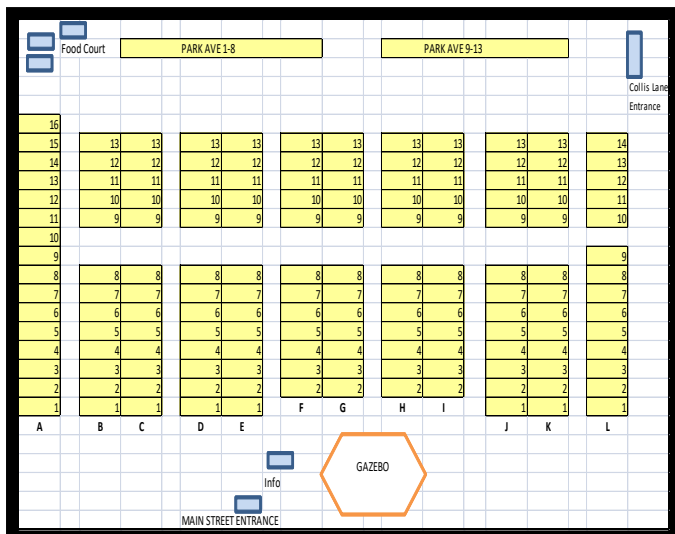 Food Court PARK AVE 1-8 PARK AVE 9-13
Collis Lane
Entrance
16
15 13 13 13 13 13 13 13 13 13 13 14
14 12 12 12 12 12 12 12 12 12 12 13
13 11 11 11 11 11 11 11 11 11 11 12
12 10 10 10 10 10 10 10 10 10 10 11
11 9 9 9 9 9 9 9 9 9 9 10
10
9 9
8 8 8 8 8 8 8 8 8 8 8 8
7 7 7 7 7 7 7 7 7 7 7 7
6 6 6 6 6 6 6 6 6 6 6 6
5 5 5 5 5 5 5 5 5 5 5 5
4 4 4 4 4 4 4 4 4 4 4 4
3 3 3 3 3 3 3 3 3 3 3 3
2 2 2 2 2 2 2 2 2 2 2 2
1 1 1 1 1 F G H I 1 1 1
A B C D E J K L
GAZEBO
Info
MAIN STREET ENTRANCE